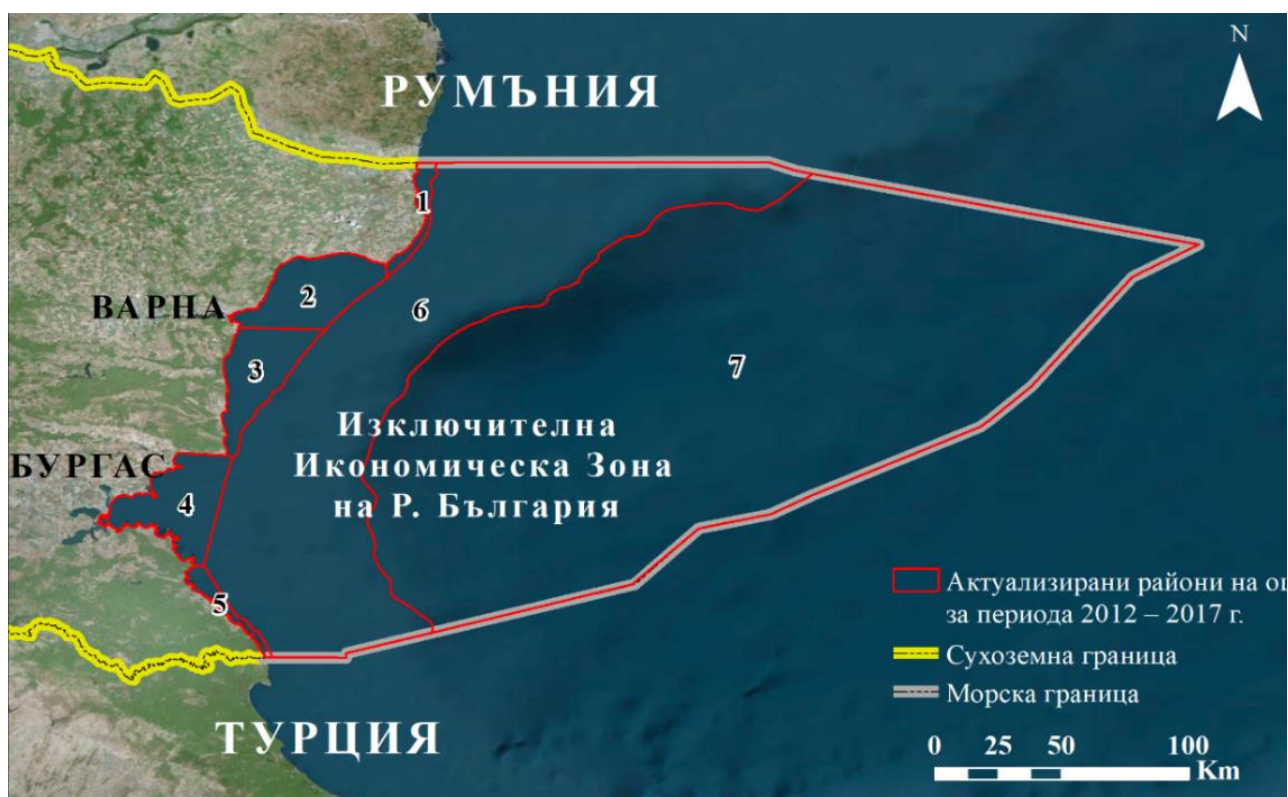 N
РУМЪНИЯ
1
2
ВАРНА
6
3
7
Изключителна
Икономическа Зона
на Р. България
БУРГАС
4
5
Актуализирани райони на
за периода 2012 – 2017 г.
Сухоземна граница
Морска граница
ТУРЦИЯ
0 25 50 100
Km